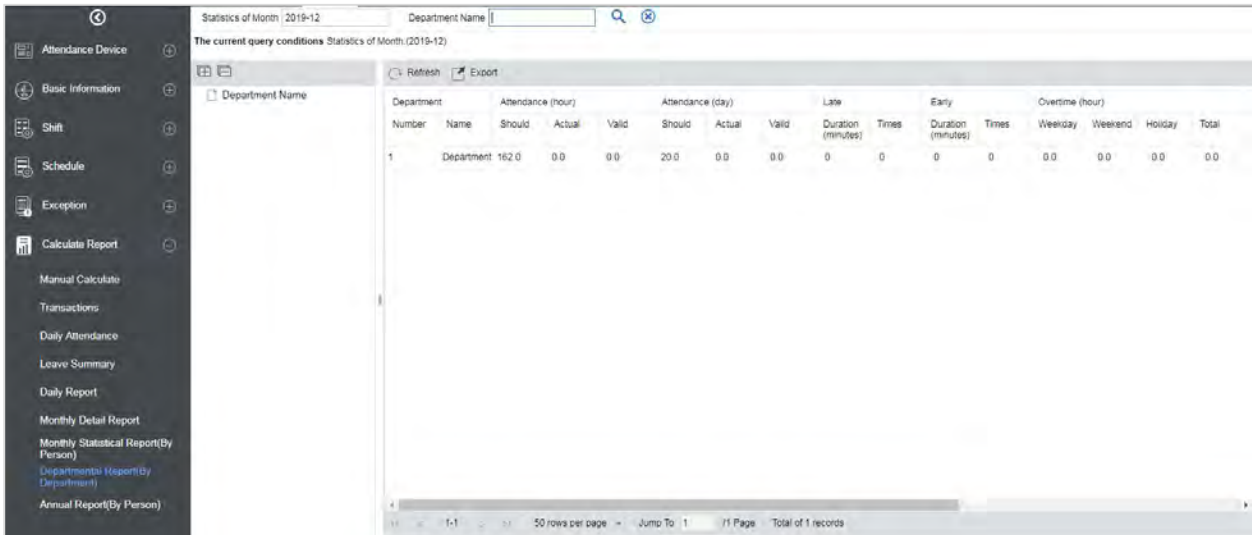 Statistics of Month 2019-12 Department Name
The current query conditions Statistics of Month:(2019-12)
Attendance Device
Basic Information
Shift
Schedule
Exception
Calculate Report
Manual Calculate
Transactions
Daily Attendance
Leave Summary
Daily Report
Monthly Detail Report
Monthly Statistical Report(By
Person)
Departmental Report(By
Department)
Annual Report(By Person)
Department Name
Refresh Export
Department Attendance (hour) Attendance (day) Late Early Overtime (hour)
Number Name Should Actual Valid Should Actual Valid Duration (minutes) Times Duration (minutes) Times Weekday Weekend Holiday Total
1 Department 162.0 0.0 0.0 20.0 0.0 0.0 0 0 0 0 0.0 0.0 0.0 0.0
1-1 50 rows per page Jump To 1 /1 Page Total of 1 records